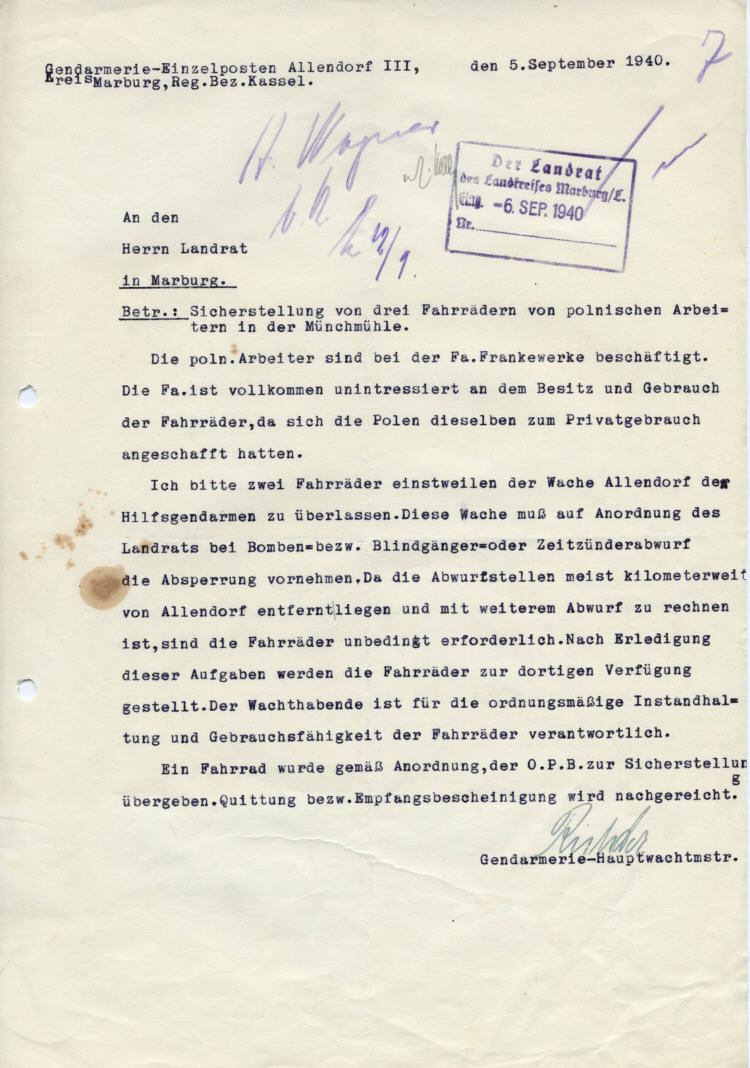 Gendarmerie-Einzelposten Allendorf III, den 5.September 1940. 7
Kreis Marburg,Reg.Bez.Kassel.
H. Wagner
Der Landrat
des Landkreises Marburg/L.
Eing. -6. SEP. 1940
Nr.
An den
Herrn Landrat
in Marburg.
12/9.
Betr.: Sicherstellung von drei Fahrrädern von polnischen Arbei=
tern in der Münchmühle.
Die poln.Arbeiter sind bei der Fa.Frankewerke beschäftigt.
Die Fa.ist vollkommen unintressiert an dem Besitz und Gebrauch
der Fahrräder,da sich die Polen dieselben zum Privatgebrauch
angeschafft hatten.
Ich bitte zwei Fahrräder einstweilen der Wache Allendorf der
Hilfsgendarmen zu überlassen.Diese Wache muß auf Anordnung des
Landrats bei Bomben=bezw. Blindgänger=oder Zeitzünderabwurf
die Absperrung vornehmen.Da die Abwurfstellen meist kilometerweit
von Allendorf entfernt liegen und mit weiterem Abwurf zu rechnen
ist,sind die Fahrräder unbedingt erforderlich.Nach Erledigung
dieser Aufgaben werden die Fahrräder zur dortigen Verfügung
gestellt.Der Wachthabende ist für die ordnungsmäßige Instandhal=
tung und Gebrauchsfähigkeit der Fahrräder verantwortlich.
Ein Fahrrad wurde gemäß Anordnung,der O.P.B.zur Sicherstellung
übergeben.Quittung bezw.Empfangsbescheinigung wird nachgereicht.
Gendarmerie-Hauptwachtmstr.